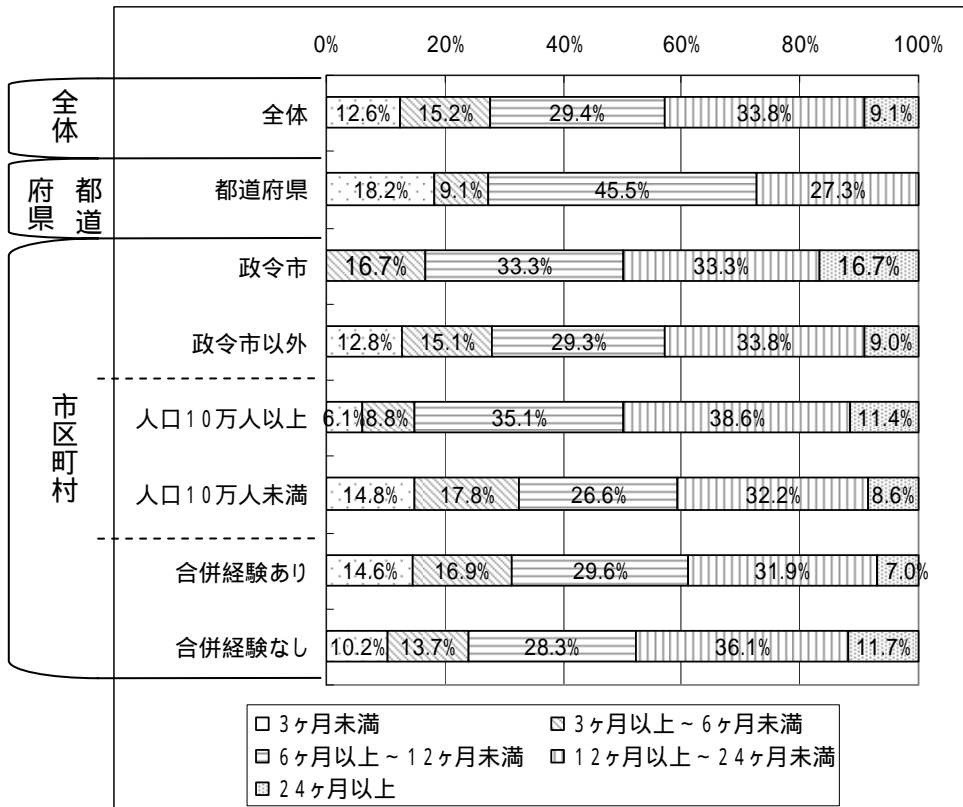 0% 20% 40% 60% 80% 100%
全体
全体 12.6% 15.2% 29.4% 33.8% 9.1%
都道府県
都道府県 18.2% 9.1% 45.5% 27.3%
市区町村
政令市 16.7% 33.3% 33.3% 16.7%
政令市以外 12.8% 15.1% 29.3% 33.8% 9.0%
人口10万人以上 6.1% 8.8% 35.1% 38.6% 11.4%
人口10万人未満 14.8% 17.8% 26.6% 32.2% 8.6%
合併経験あり 14.6% 16.9% 29.6% 31.9% 7.0%
合併経験なし 10.2% 13.7% 28.3% 36.1% 11.7%
3ヶ月未満 3ヶ月以上~6ヶ月未満
6ヶ月以上~12ヶ月未満 12ヶ月以上~24ヶ月未満
24ヶ月以上